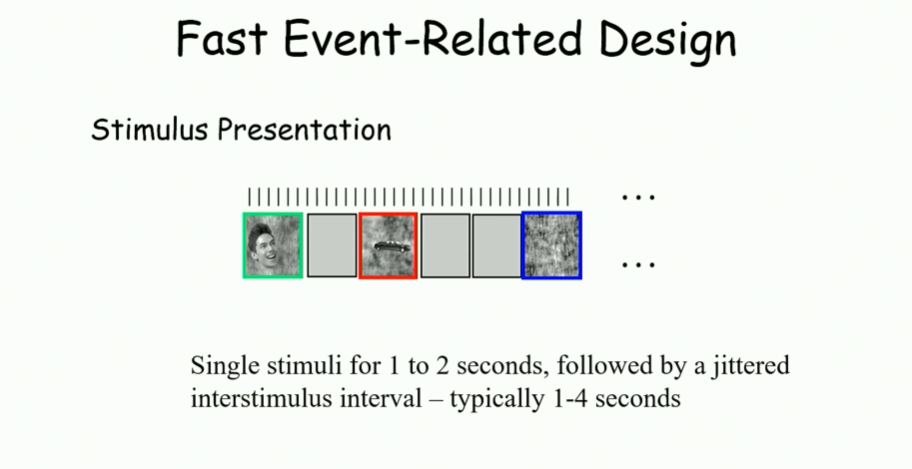 Fast Event-Related Design
Stimulus Presentation
...
...
Single stimuli for 1 to 2 seconds, followed by a jittered
interstimulus interval – typically 1-4 seconds